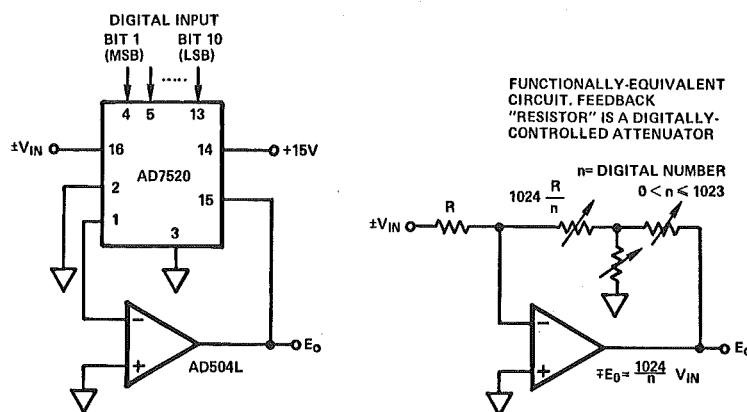 DIGITAL INPUT
BIT 1 BIT 10
(MSB) (LSB)
.....
4 5 13
±VIN 16 14 +15V
2 AD7520 15
1
3
−
+
AD504L
EO
FUNCTIONALLY-EQUIVALENT
CIRCUIT. FEEDBACK
"RESISTOR" IS A DIGITALLY-
CONTROLLED ATTENUATOR
n= DIGITAL NUMBER
0 < n ≤ 1023
1024 R/n
±VIN R
−
+
EO
∓EO= 1024/n VIN